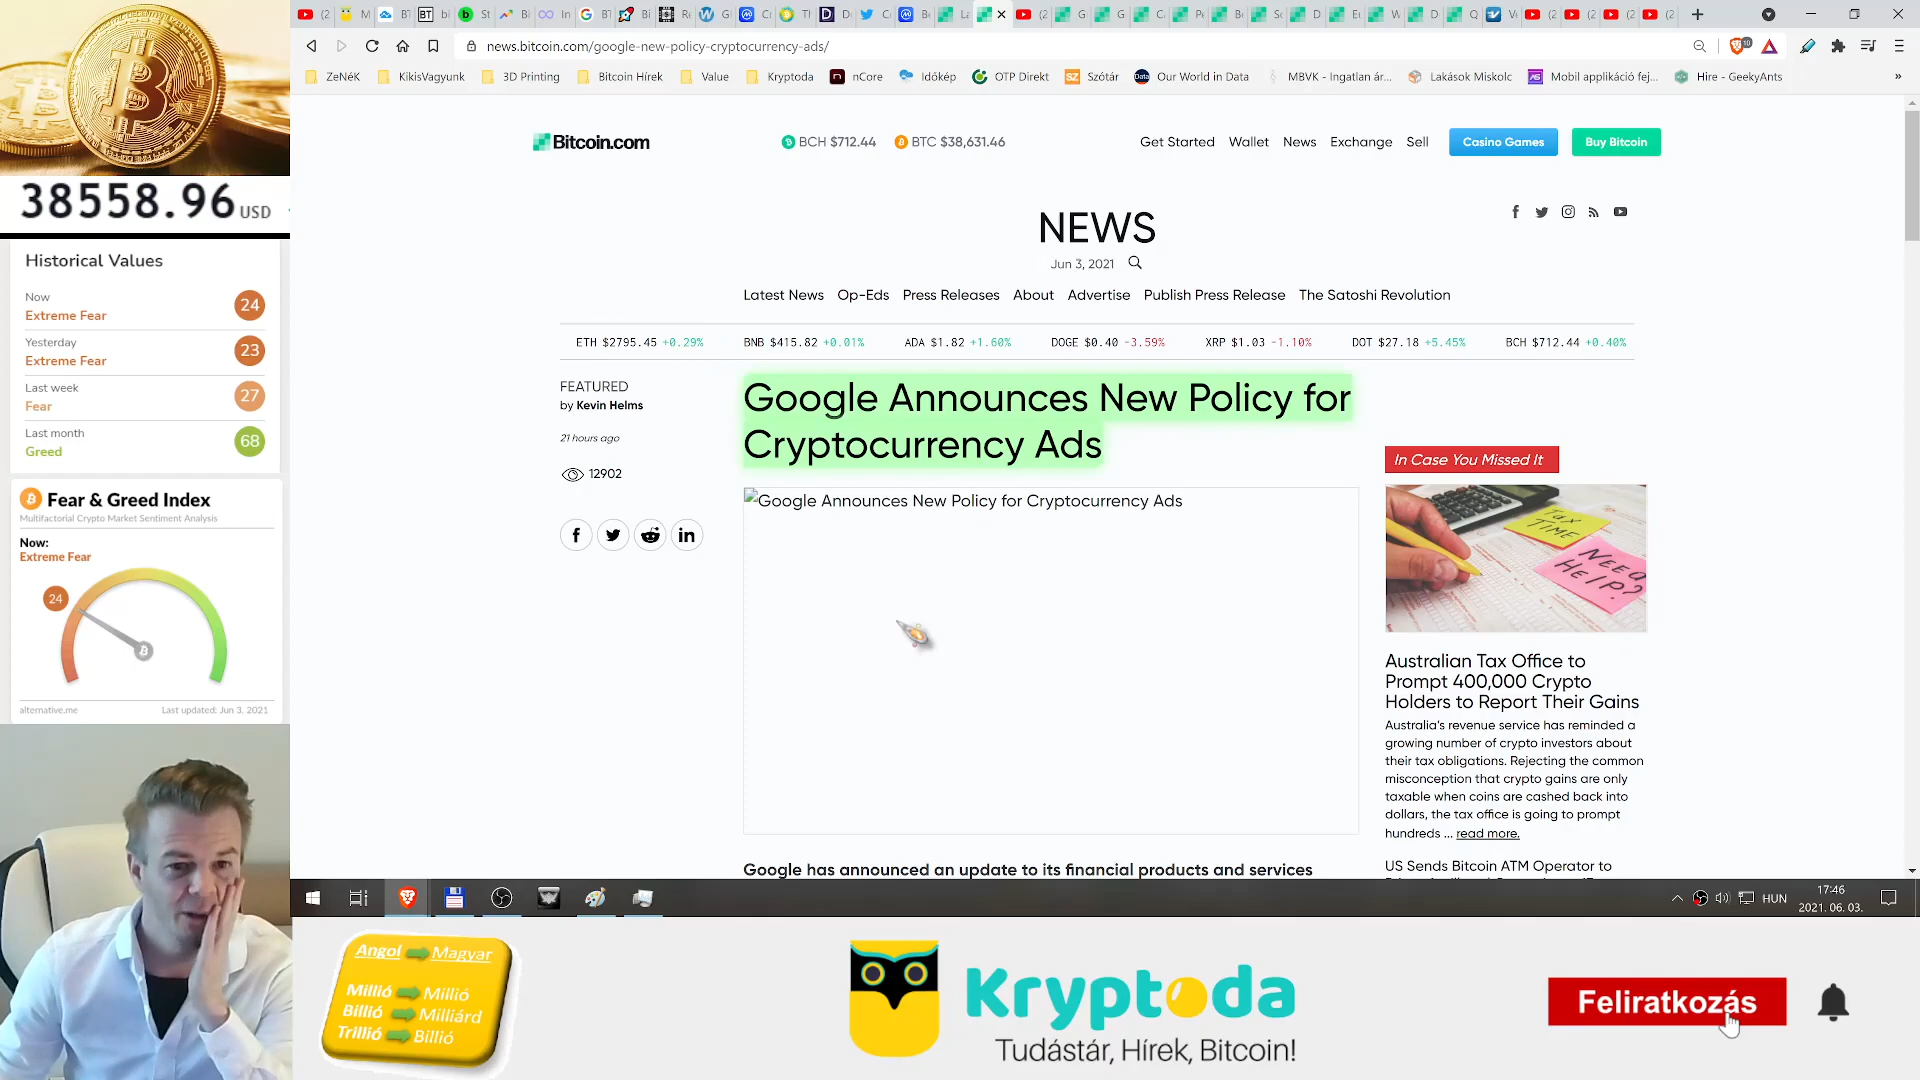 news.bitcoin.com/google-new-policy-cryptocurrency-ads/
ZeNéK KikisVagyunk 3D Printing Bitcoin Hírek Value Kryptoda nCore Időkép OTP Direkt Szótár Our World in Data MBVK - Ingatlan ár... Lakások Miskolc Mobil applikáció fej... Hire - GeekyAnts »
Bitcoin.com BCH $712.44 BTC $38,631.46 Get Started Wallet News Exchange Sell Casino Games Buy Bitcoin
38558.96 USD
NEWS
Jun 3, 2021
Latest News Op-Eds Press Releases About Advertise Publish Press Release The Satoshi Revolution
ETH $2795.45 +0.29% BNB $415.82 +0.01% ADA $1.82 +1.60% DOGE $0.40 -3.59% XRP $1.03 -1.10% DOT $27.18 +5.45% BCH $712.44 +0.40%
Historical Values
Now
Extreme Fear
24
Yesterday
Extreme Fear
23
Last week
Fear
27
Last month
Greed
68
Fear & Greed Index
Multifactorial Crypto Market Sentiment Analysis
Now:
Extreme Fear
24
alternative.me Last updated: Jun 3, 2021
FEATURED
by Kevin Helms
21 hours ago
12902
Google Announces New Policy for
Cryptocurrency Ads
Google Announces New Policy for Cryptocurrency Ads
Google has announced an update to its financial products and services
In Case You Missed It
Tax
TIME
NEED
HELP?
Australian Tax Office to
Prompt 400,000 Crypto
Holders to Report Their Gains
Australia's revenue service has reminded a
growing number of crypto investors about
their tax obligations. Rejecting the common
misconception that crypto gains are only
taxable when coins are cashed back into
dollars, the tax office is going to prompt
hundreds ... read more.
US Sends Bitcoin ATM Operator to
HUN
17:46
2021. 06. 03.
Angol Magyar
Millió Millió
Billió Milliárd
Trillió Billió
Kryptoda
Tudástár, Hírek, Bitcoin!
Feliratkozás